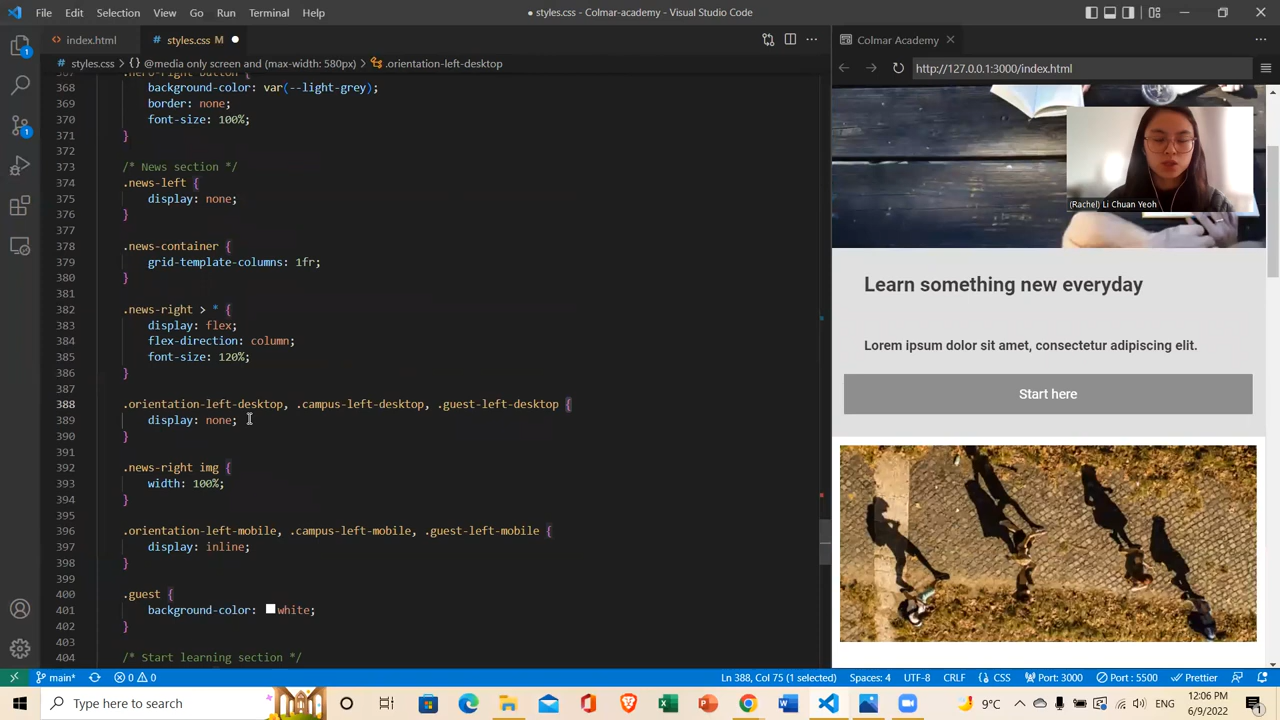 File Edit Selection View Go Run Terminal Help
● styles.css - Colmar-academy - Visual Studio Code
index.html
styles.css M ●
Colmar Academy
styles.css > {} @media only screen and (max-width: 580px) > .orientation-left-desktop
http://127.0.0.1:3000/index.html
367 .hero-right button {
368 background-color: var(--light-grey);
369 border: none;
370 font-size: 100%;
371 }
372
373 /* News section */
374 .news-left {
375 display: none;
376 }
377
378 .news-container {
379 grid-template-columns: 1fr;
380 }
381
382 .news-right > * {
383 display: flex;
384 flex-direction: column;
385 font-size: 120%;
386 }
387
388 .orientation-left-desktop, .campus-left-desktop, .guest-left-desktop {
389 display: none;
390 }
391
392 .news-right img {
393 width: 100%;
394 }
395
396 .orientation-left-mobile, .campus-left-mobile, .guest-left-mobile {
397 display: inline;
398 }
399
400 .guest {
401 background-color: white;
402 }
403
404 /* Start learning section */
(Rachel) Li Chuan Yeoh
Learn something new everyday
Lorem ipsum dolor sit amet, consectetur adipiscing elit.
Start here
1
1
main*
0 0
Ln 388, Col 75 (1 selected)
Spaces: 4
UTF-8
CRLF
CSS
Port: 3000
Port : 5500
Prettier
Type here to search
9°C
ENG
12:06 PM
6/9/2022
1